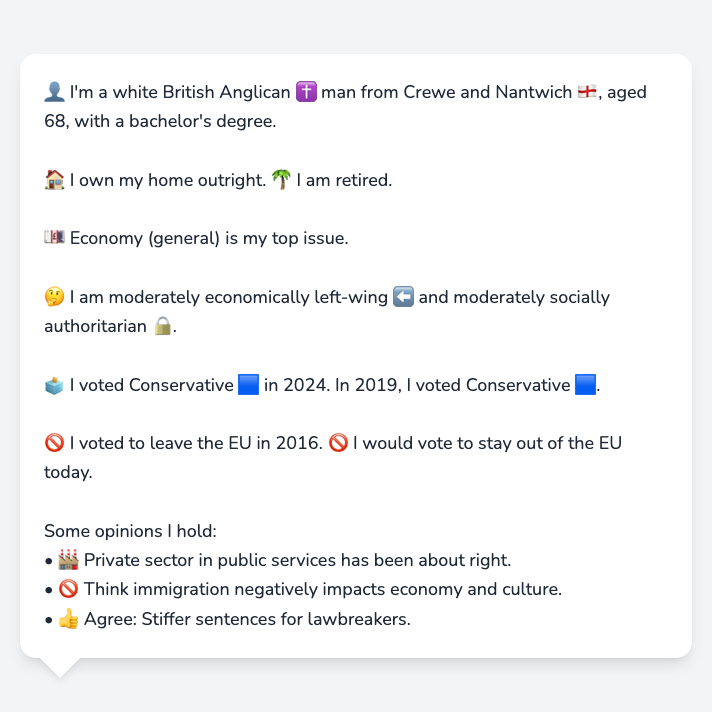 👤 I'm a white British Anglican ✝️ man from Crewe and Nantwich 🏴󠁧󠁢󠁥󠁮󠁧󠁿, aged
68, with a bachelor's degree.
🏠 I own my home outright. 🌴 I am retired.
💷 Economy (general) is my top issue.
🤔 I am moderately economically left-wing ⬅️ and moderately socially
authoritarian 🔒.
🗳️ I voted Conservative 🟦 in 2024. In 2019, I voted Conservative 🟦.
🚫 I voted to leave the EU in 2016. 🚫 I would vote to stay out of the EU
today.
Some opinions I hold:
• 🏭 Private sector in public services has been about right.
• 🚫 Think immigration negatively impacts economy and culture.
• 👍 Agree: Stiffer sentences for lawbreakers.